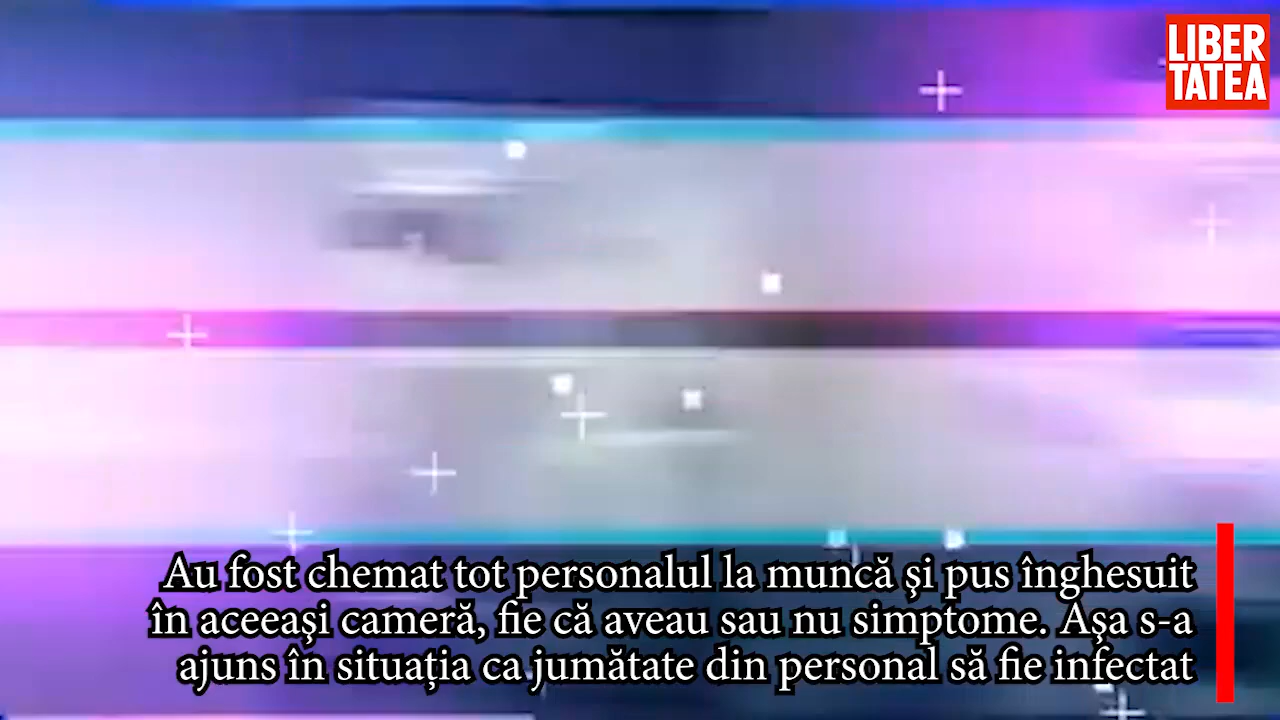 LIBER
TATEA
Au fost chemat tot personalul la muncă şi pus înghesuit
în aceeaşi cameră, fie că aveau sau nu simptome. Aşa s-a
ajuns în situaţia ca jumătate din personal să fie infectat